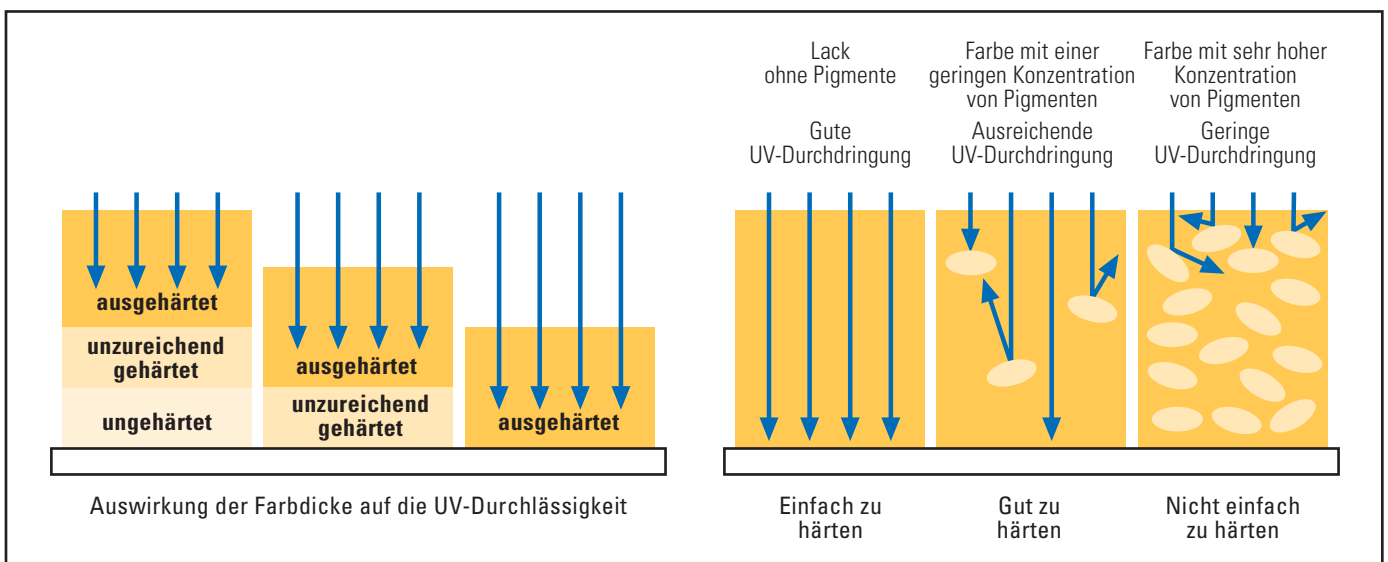 ausgehärtet
unzureichend
gehärtet
ungehärtet
ausgehärtet
unzureichend
gehärtet
ausgehärtet
Auswirkung der Farbdicke auf die UV-Durchlässigkeit
Lack
ohne Pigmente
Gute
UV-Durchdringung
Einfach zu
härten
Farbe mit einer
geringen Konzentration
von Pigmenten
Ausreichende
UV-Durchdringung
Gut zu
härten
Farbe mit sehr hoher
Konzentration
von Pigmenten
Geringe
UV-Durchdringung
Nicht einfach
zu härten